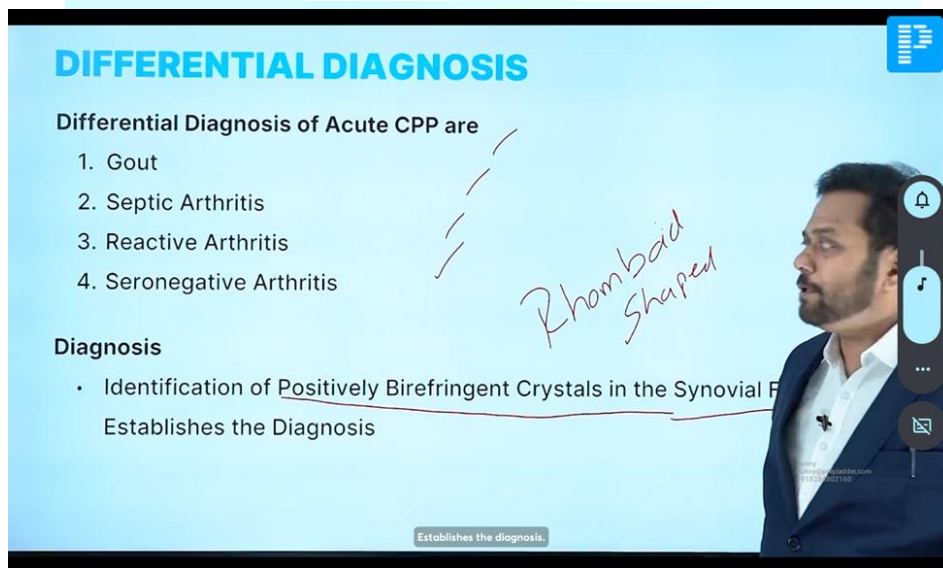 DIFFERENTIAL DIAGNOSIS
Differential Diagnosis of Acute CPP are
1. Gout
2. Septic Arthritis
3. Reactive Arthritis
4. Seronegative Arthritis
Rhomboid
Shaped
Diagnosis
• Identification of Positively Birefringent Crystals in the Synovial F
Establishes the Diagnosis
Establishes the diagnosis.